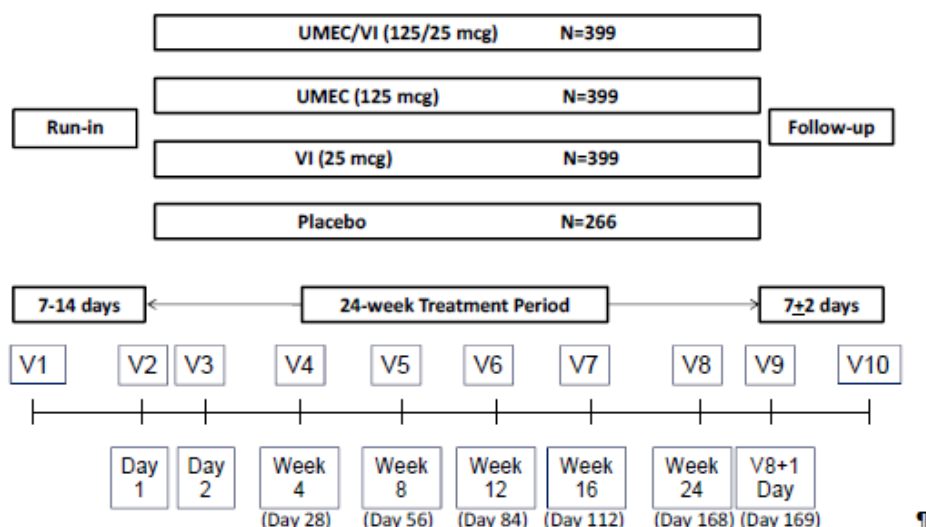 UMEC/VI (125/25 mcg) N=399
UMEC (125 mcg) N=399
Run-in
Follow-up
VI (25 mcg) N=399
Placebo N=266
7-14 days
24-week Treatment Period
7±2 days
V1 V2 V3 V4 V5 V6 V7 V8 V9 V10
Day 1
Day 2
Week 4
(Day 28)
Week 8
(Day 56)
Week 12
(Day 84)
Week 16
(Day 112)
Week 24
(Day 168)
V8+1 Day
(Day 169)
¶